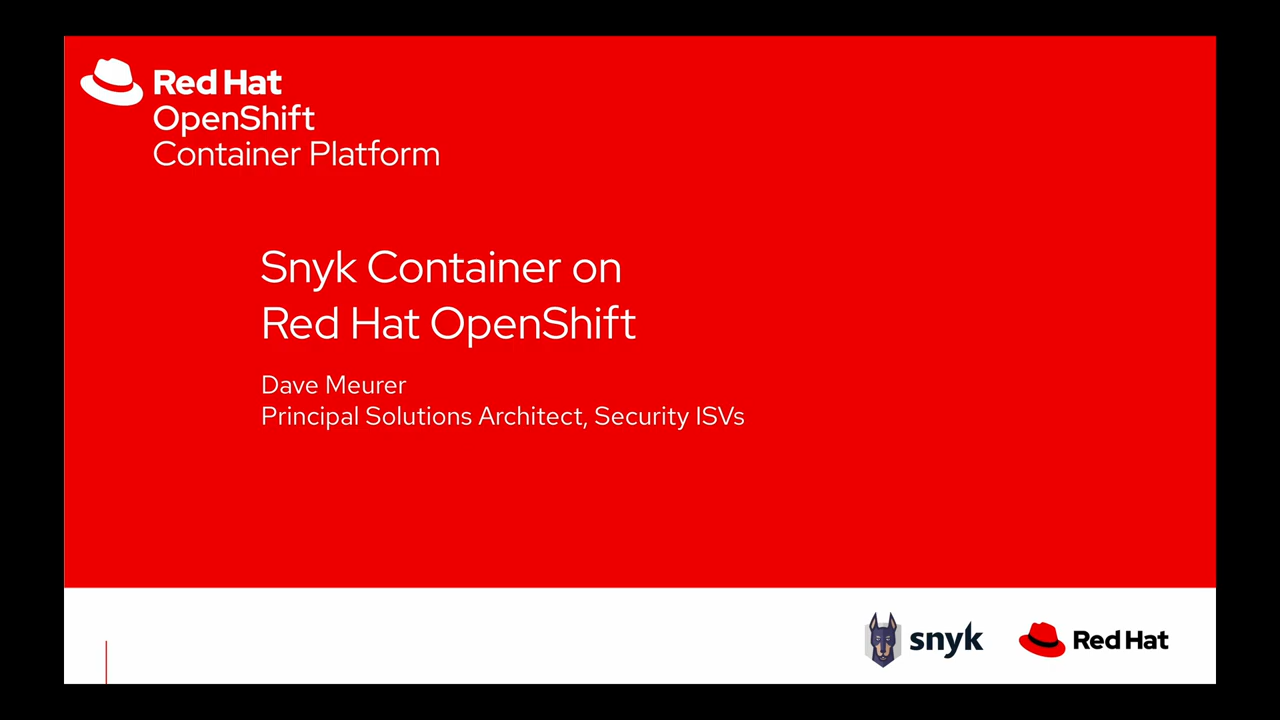 Red Hat
OpenShift
Container Platform
Snyk Container on
Red Hat OpenShift
Dave Meurer
Principal Solutions Architect, Security ISVs
snyk
Red Hat